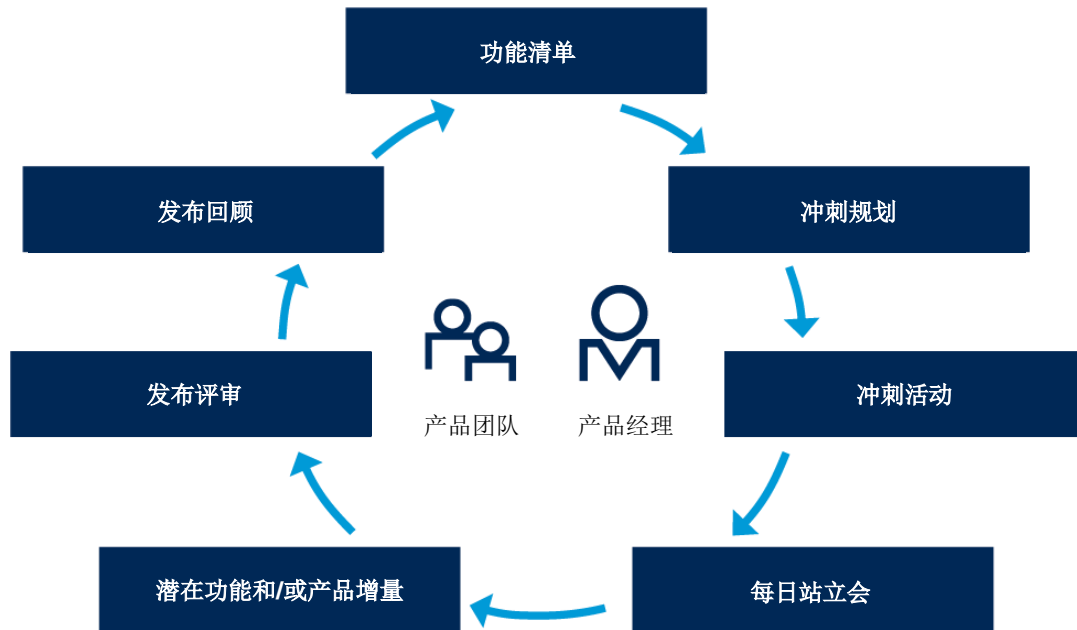 功能清单
冲刺规划
冲刺活动
每日站立会
潜在功能和/或产品增量
发布评审
发布回顾
产品团队
产品经理